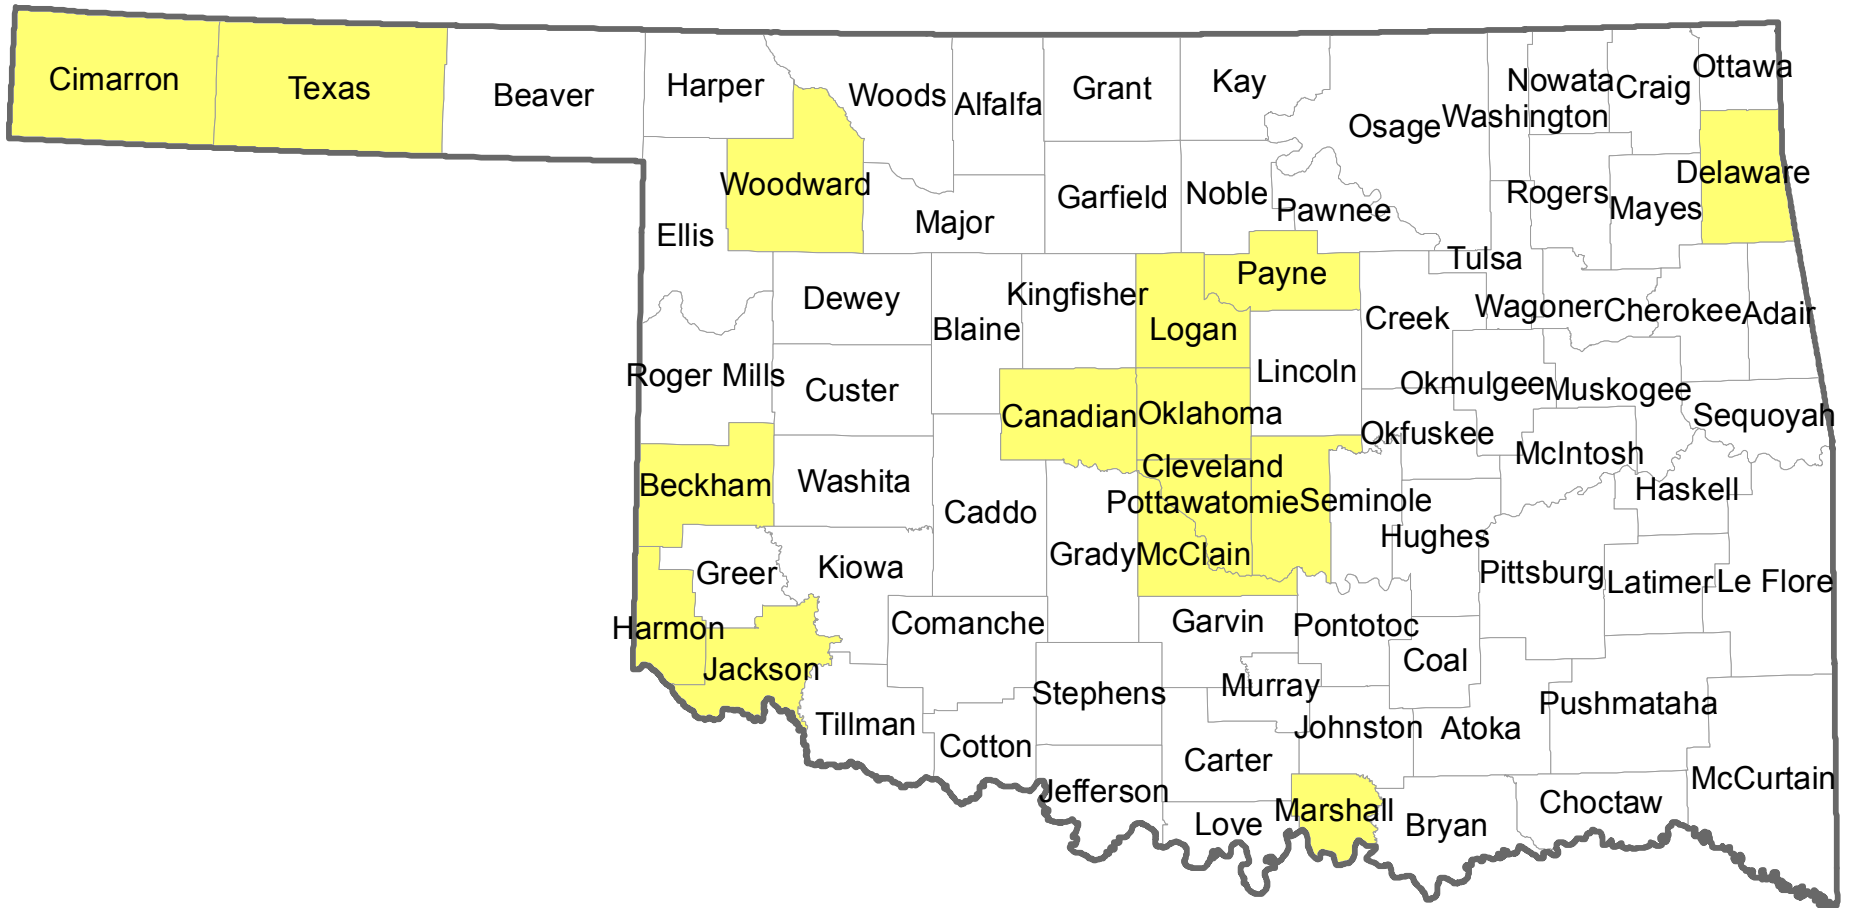 Cimarron
Texas
Beaver
Harper
Woods
Alfalfa
Grant
Kay
Osage
Washington
Nowata
Craig
Ottawa
Woodward
Ellis
Major
Garfield
Noble
Pawnee
Rogers
Mayes
Delaware
Dewey
Blaine
Kingfisher
Logan
Payne
Creek
Tulsa
Wagoner
Cherokee
Adair
Roger Mills
Custer
Canadian
Oklahoma
Lincoln
Okfuskee
Okmulgee
Muskogee
McIntosh
Sequoyah
Beckham
Washita
Caddo
Grady
Cleveland
Pottawatomie
Seminole
Hughes
Haskell
Harmon
Greer
Kiowa
McClain
Pittsburg
Latimer
Le Flore
Jackson
Comanche
Garvin
Pontotoc
Coal
Tillman
Stephens
Murray
Johnston
Atoka
Pushmataha
Cotton
Carter
Jefferson
Love
Marshall
Bryan
Choctaw
McCurtain